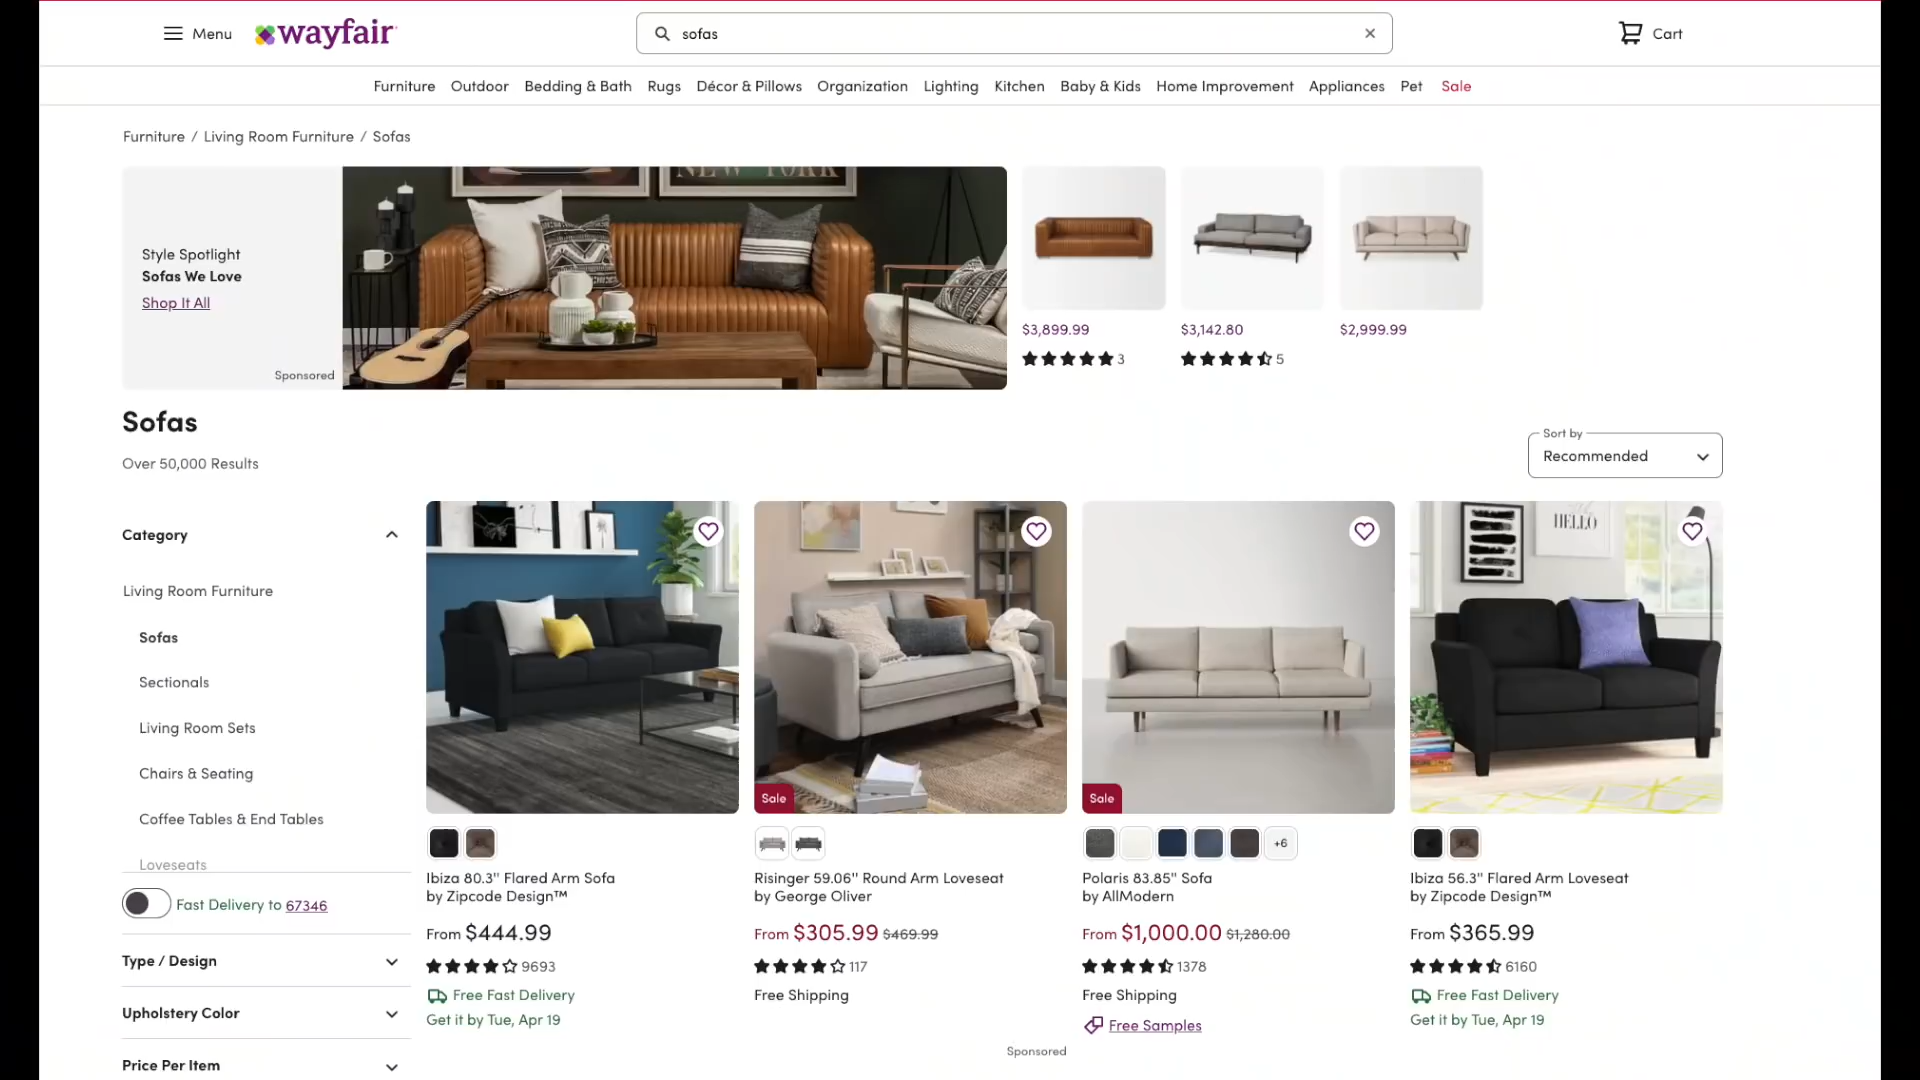 Menu
wayfair
sofas
Cart
Furniture Outdoor Bedding & Bath Rugs Décor & Pillows Organization Lighting Kitchen Baby & Kids Home Improvement Appliances Pet Sale
Furniture / Living Room Furniture / Sofas
Style Spotlight
Sofas We Love
Shop It All
Sponsored
NEW YORK
$3,899.99
3
$3,142.80
5
$2,999.99
Sofas
Over 50,000 Results
Sort by
Recommended
Category
Living Room Furniture
Sofas
Sectionals
Living Room Sets
Chairs & Seating
Coffee Tables & End Tables
Loveseats
Fast Delivery to 67346
Type / Design
Upholstery Color
Price Per Item
Ibiza 80.3'' Flared Arm Sofa
by Zipcode Design™
From $444.99
9693
Free Fast Delivery
Get it by Tue, Apr 19
Sale
Risinger 59.06'' Round Arm Loveseat
by George Oliver
From $305.99 $469.99
117
Free Shipping
Sponsored
Sale
+6
Polaris 83.85'' Sofa
by AllModern
From $1,000.00 $1,280.00
1378
Free Shipping
Free Samples
HELLO
Ibiza 56.3'' Flared Arm Loveseat
by Zipcode Design™
From $365.99
6160
Free Fast Delivery
Get it by Tue, Apr 19